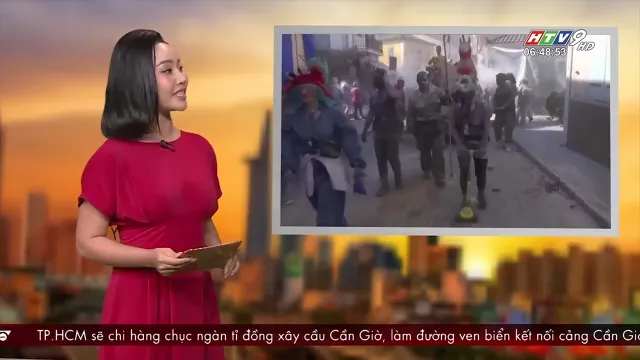 HTV9 HD
06:48:53
TP.HCM sẽ chi hàng chục ngàn tỉ đồng xây cầu Cần Giờ, làm đường ven biển kết nối cảng Cần Gi